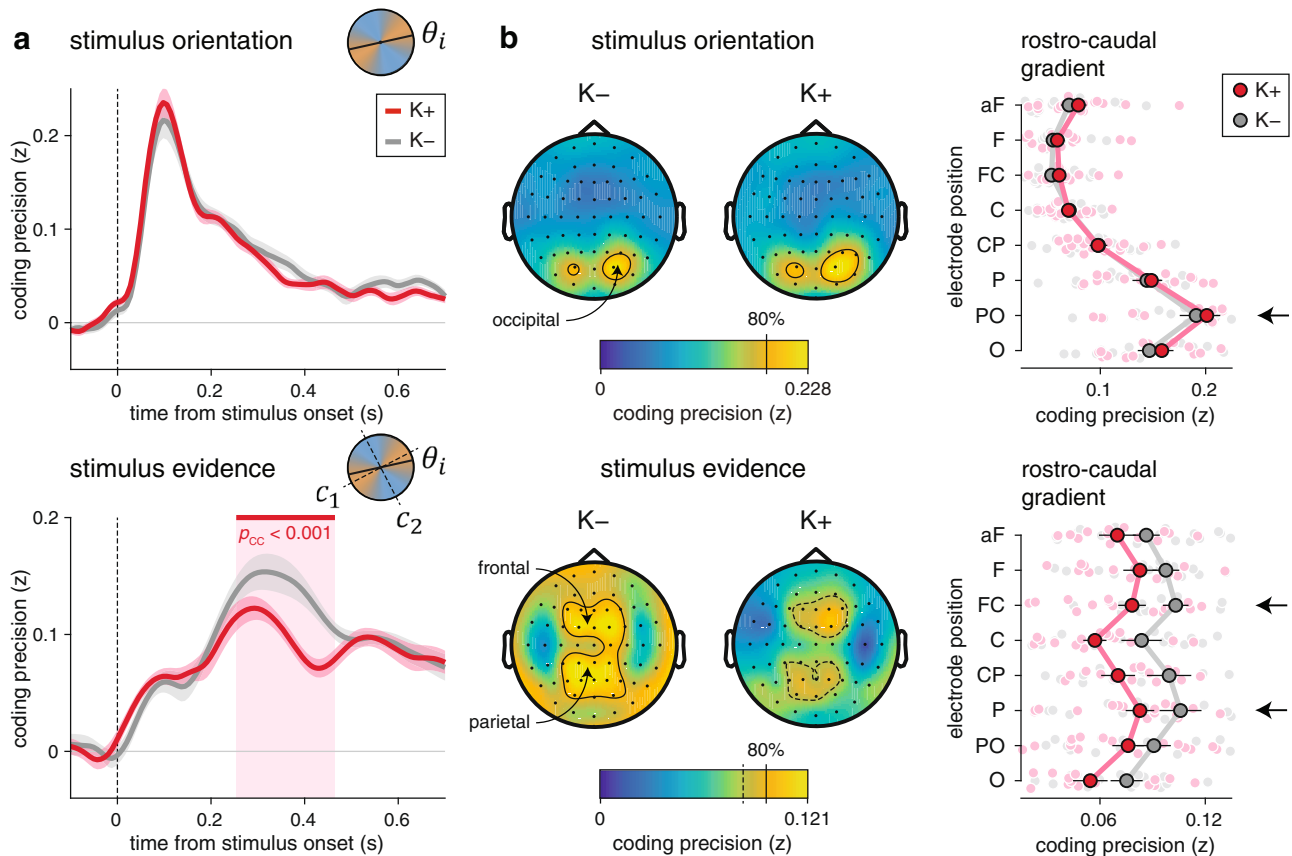 a
stimulus orientation
θi
K+
K−
0.2
0.1
0
coding precision (z)
0
0.2
0.4
0.6
time from stimulus onset (s)
b
stimulus orientation
K−
K+
occipital
80%
0
0.228
coding precision (z)
rostro-caudal
gradient
K+
K−
aF
F
FC
C
CP
P
PO
O
electrode position
0.1
0.2
coding precision (z)
stimulus evidence
θi
c1
c2
pCC < 0.001
0.2
0.1
0
coding precision (z)
0
0.2
0.4
0.6
time from stimulus onset (s)
stimulus evidence
K−
K+
frontal
parietal
80%
0
0.121
coding precision (z)
rostro-caudal
gradient
aF
F
FC
C
CP
P
PO
O
electrode position
0.06
0.12
coding precision (z)